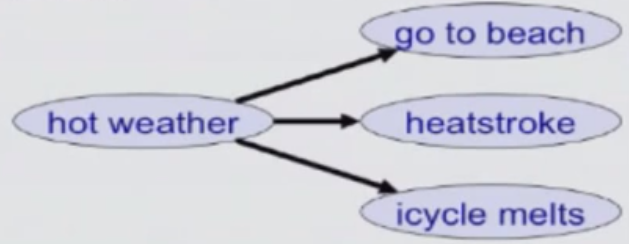 go to beach
hot weather
heatstroke
icycle melts